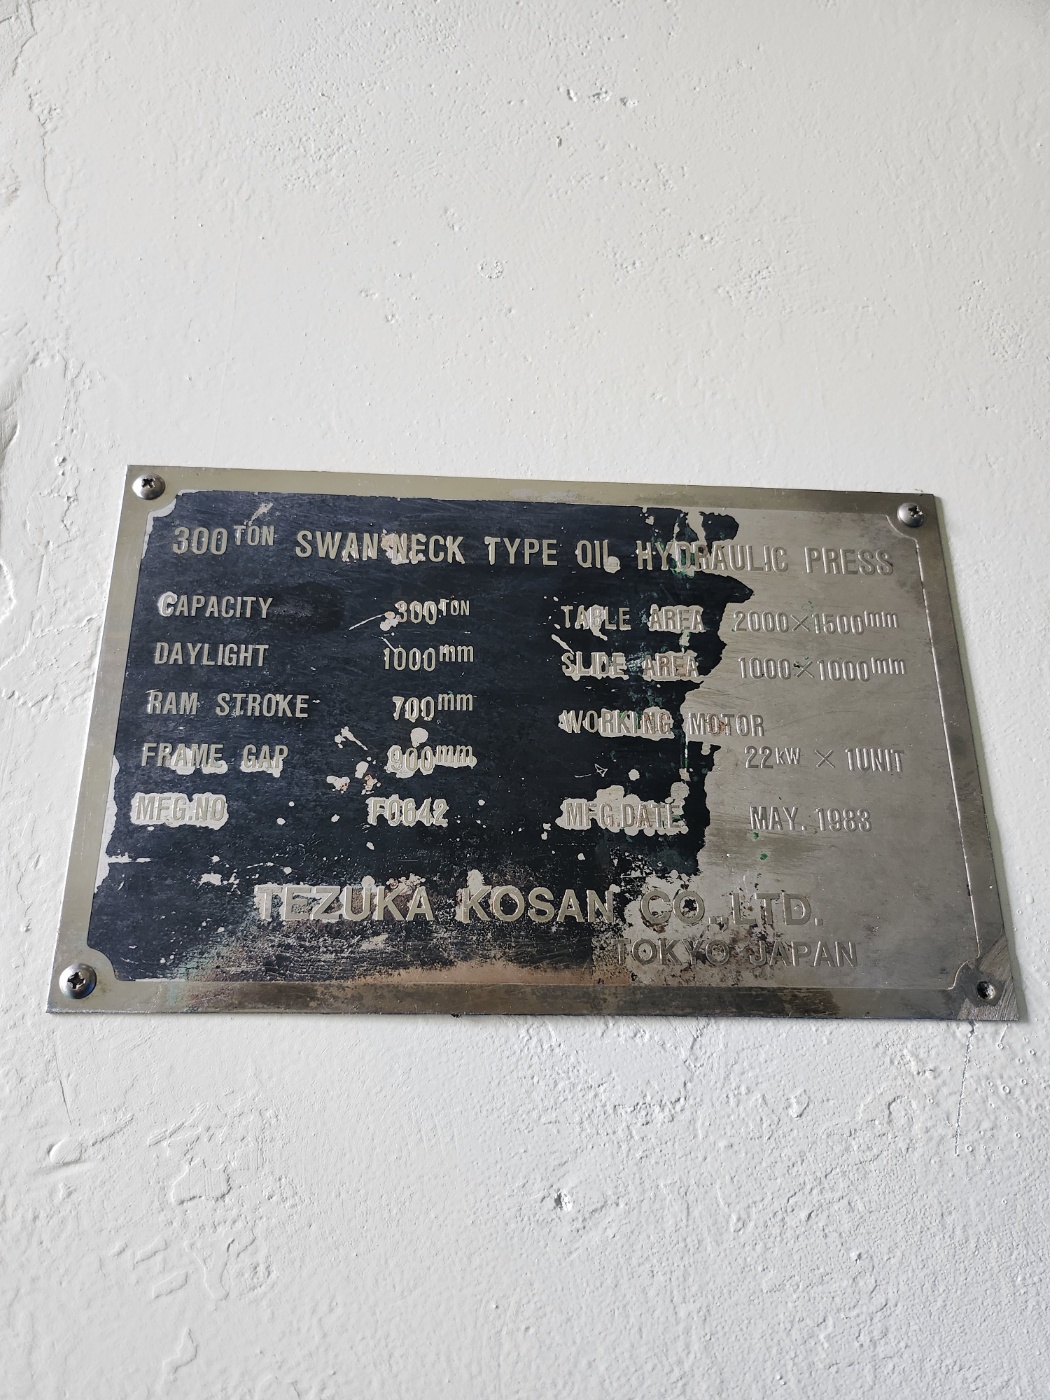 300TON SWAN NECK TYPE OIL HYDRAULIC PRESS
CAPACITY 300TON
DAYLIGHT 1000mm
RAM STROKE 700mm
FRAME GAP 900mm
MFG.NO F0642
TABLE AREA 2000×1500mm
SLIDE AREA 1000×1000mm
WORKING MOTOR
22kW × 1UNIT
MFG.DATE MAY. 1983
TEZUKA KOSAN CO.,LTD.
TOKYO JAPAN